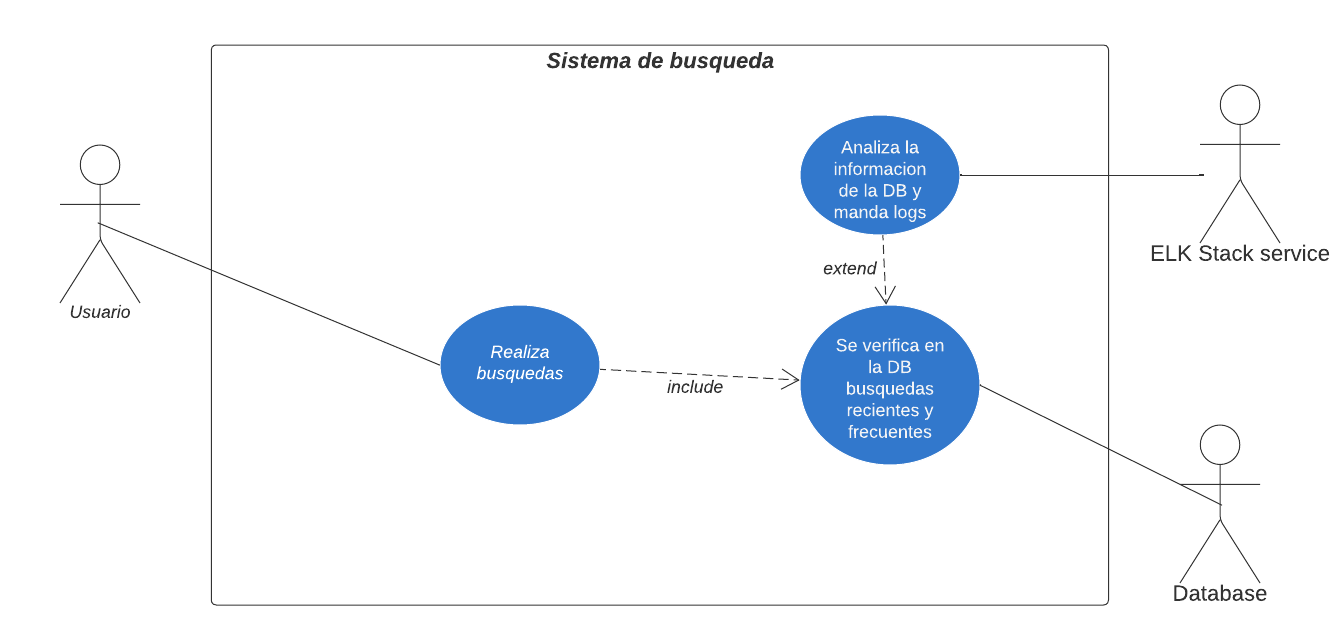 Sistema de busqueda
Analiza la
informacion
de la DB y
manda logs
ELK Stack service
extend
Usuario
Realiza
busquedas
include
Se verifica en
la DB
busquedas
recientes y
frecuentes
Database